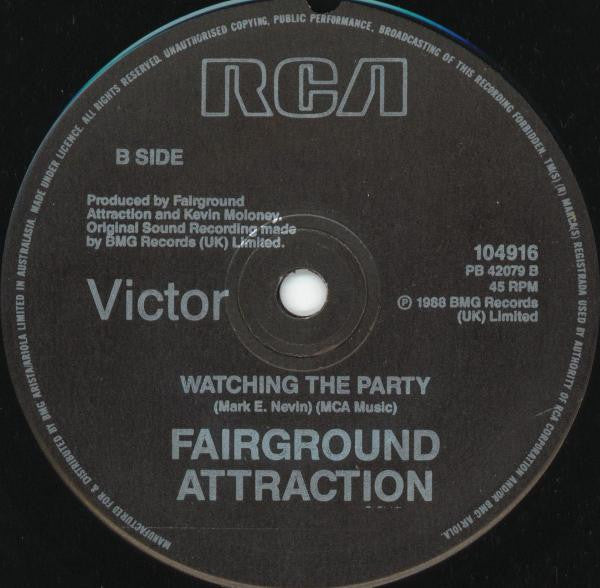 MANUFACTURED FOR & DISTRIBUTED BY BMG ARISTA/ARIOLA LIMITED IN AUSTRALASIA. MADE UNDER LICENCE. ALL RIGHTS RESERVED. UNAUTHORISED COPYING, PUBLIC PERFORMANCE, BROADCASTING OF THIS RECORDING FORBIDDEN. TM(S) (R) MARCA(S) REGISTRADA USED BY AUTHORITY OF RCA CORPORATION AND/OR BMG ARIOLA.
RCA
B SIDE
Produced by Fairground
Attraction and Kevin Moloney.
Original Sound Recording made
by BMG Records (UK) Limited.
104916
PB 42079 B
45 RPM
Ⓟ 1988 BMG Records
(UK) Limited
Victor
WATCHING THE PARTY
(Mark E. Nevin) (MCA Music)
FAIRGROUND
ATTRACTION